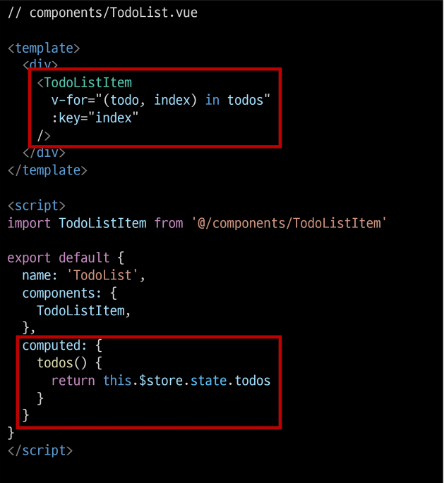 // components/TodoList.vue
<template>
<div>
<TodoListItem
v-for="(todo, index) in todos"
:key="index"
/>
</div>
</template>
<script>
import TodoListItem from '@/components/TodoListItem'
export default {
name: 'TodoList',
components: {
TodoListItem,
},
computed: {
todos() {
return this.$store.state.todos
}
}
}
</script>